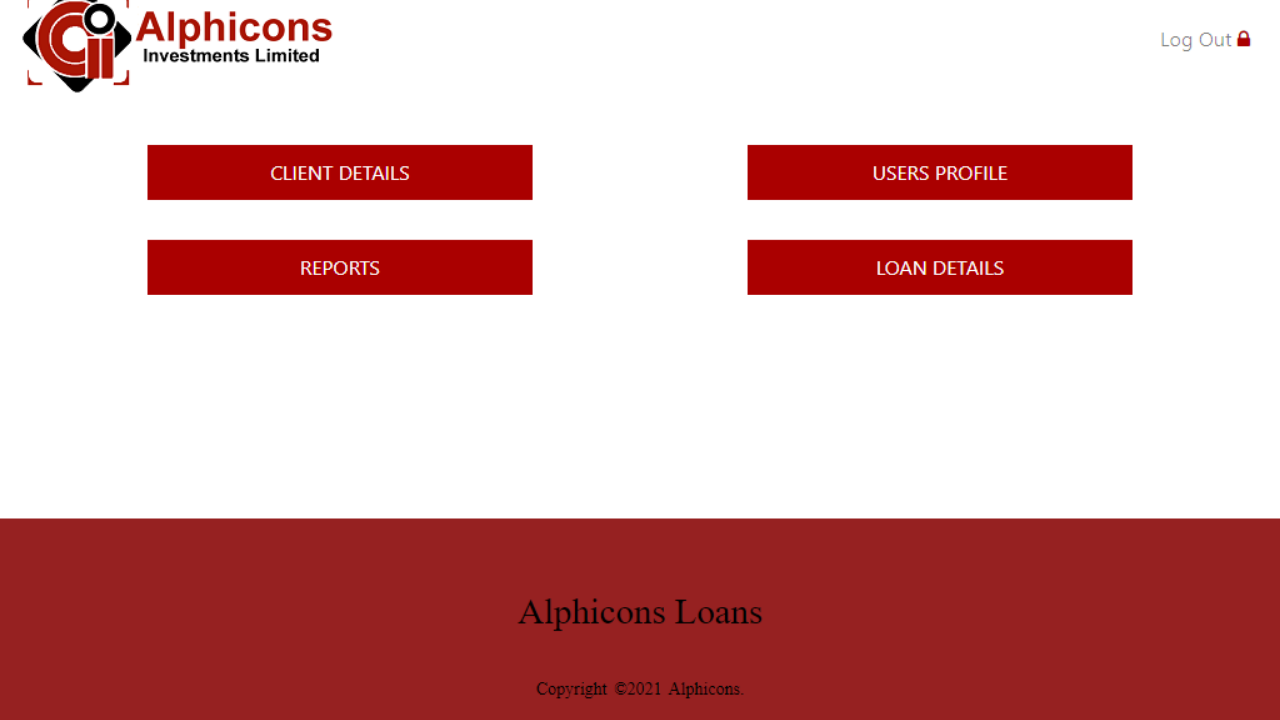 Alphicons
Investments Limited
Log Out
CLIENT DETAILS
USERS PROFILE
REPORTS
LOAN DETAILS
Alphicons Loans
Copyright ©2021 Alphicons.